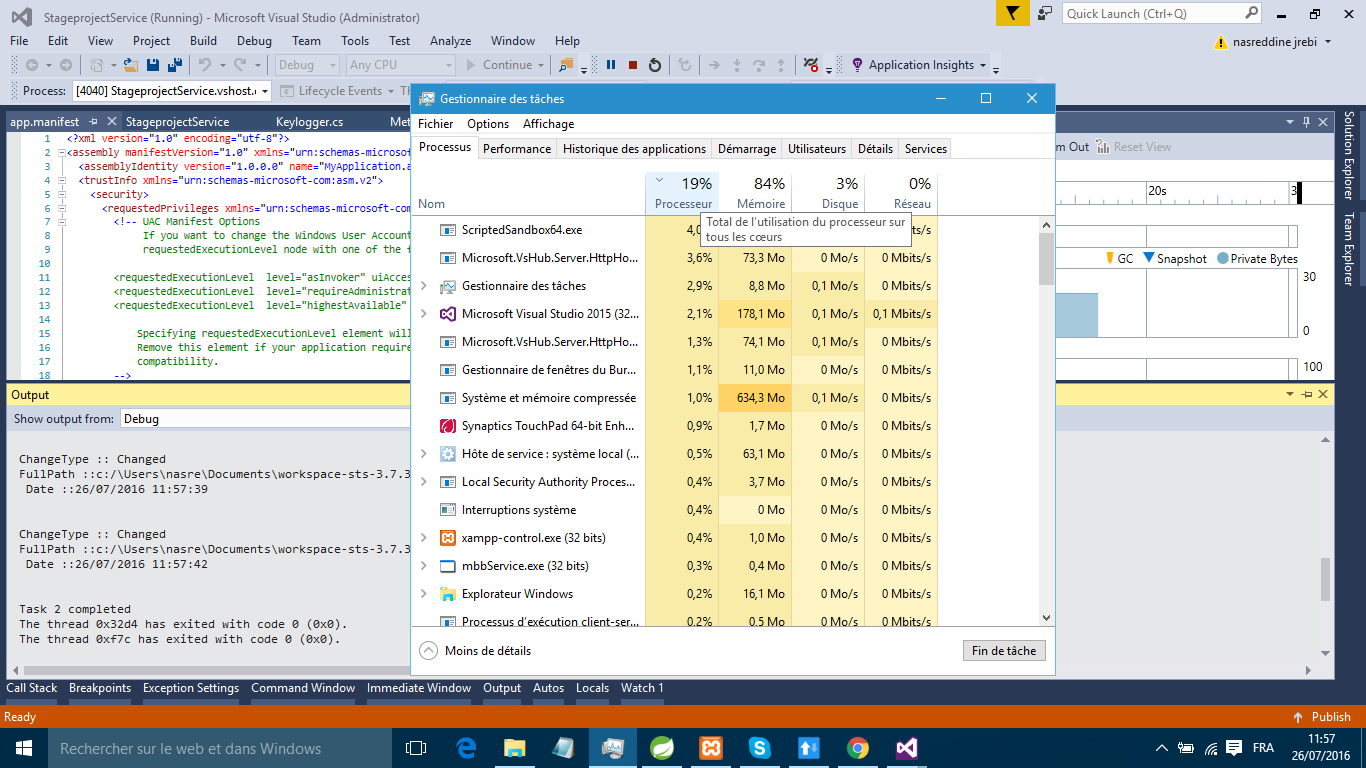 StageprojectService (Running) - Microsoft Visual Studio (Administrator)
Quick Launch (Ctrl+Q)
File Edit View Project Build Debug Team Tools Test Analyze Window Help
nasreddine jrebi
Debug Any CPU Continue Application Insights
Process: [4040] StageprojectService.vshost. Lifecycle Events
app.manifest StageprojectService Keylogger.cs
m Out Reset View
Solution Explorer
Team Explorer
1 <?xml version="1.0" encoding="utf-8"?>
2 <assembly manifestVersion="1.0" xmlns="urn:schemas-microsof
3 <assemblyIdentity version="1.0.0.0" name="MyApplication.a
4 <trustInfo xmlns="urn:schemas-microsoft-com:asm.v2">
5 <security>
6 <requestedPrivileges xmlns="urn:schemas-microsoft-com
7 <!-- UAC Manifest Options
8 If you want to change the Windows User Account
9 requestedExecutionLevel node with one of the f
10
11 <requestedExecutionLevel level="asInvoker" uiAcces
12 <requestedExecutionLevel level="requireAdministrat
13 <requestedExecutionLevel level="highestAvailable"
14
15 Specifying requestedExecutionLevel element will
16 Remove this element if your application require
17 compatibility.
18 -->
20s
GC Snapshot Private Bytes
30
0
100
Gestionnaire des tâches
Fichier Options Affichage
Processus Performance Historique des applications Démarrage Utilisateurs Détails Services
19% 84% 3% 0%
Nom Processeur Mémoire Disque Réseau
Total de l'utilisation du processeur sur
tous les cœurs
ScriptedSandbox64.exe
Microsoft.VsHub.Server.HttpHo... 3,6% 73,3 Mo 0 Mo/s 0 Mbits/s
Gestionnaire des tâches 2,9% 8,8 Mo 0,1 Mo/s 0 Mbits/s
Microsoft Visual Studio 2015 (32... 2,1% 178,1 Mo 0,1 Mo/s 0,1 Mbits/s
Microsoft.VsHub.Server.HttpHo... 1,3% 74,1 Mo 0,1 Mo/s 0 Mbits/s
Gestionnaire de fenêtres du Bur... 1,1% 11,0 Mo 0 Mo/s 0 Mbits/s
Système et mémoire compressée 1,0% 634,3 Mo 0,1 Mo/s 0 Mbits/s
Synaptics TouchPad 64-bit Enh... 0,9% 1,7 Mo 0 Mo/s 0 Mbits/s
Hôte de service : système local (... 0,5% 63,1 Mo 0 Mo/s 0 Mbits/s
Local Security Authority Proces... 0,4% 3,7 Mo 0 Mo/s 0 Mbits/s
Interruptions système 0,4% 0 Mo 0 Mo/s 0 Mbits/s
xampp-control.exe (32 bits) 0,4% 1,0 Mo 0 Mo/s 0 Mbits/s
mbbService.exe (32 bits) 0,3% 0,4 Mo 0 Mo/s 0 Mbits/s
Explorateur Windows 0,2% 16,1 Mo 0 Mo/s 0 Mbits/s
Processus d'exécution client-ser... 0,2% 0,5 Mo 0 Mo/s 0 Mbits/s
Moins de détails Fin de tâche
Output
Show output from: Debug
ChangeType :: Changed
FullPath ::c:/\Users\nasre\Documents\workspace-sts-3.7.3
Date ::26/07/2016 11:57:39
ChangeType :: Changed
FullPath ::c:/\Users\nasre\Documents\workspace-sts-3.7.3
Date ::26/07/2016 11:57:42
Task 2 completed
The thread 0x32d4 has exited with code 0 (0x0).
The thread 0xf7c has exited with code 0 (0x0).
Call Stack Breakpoints Exception Settings Command Window Immediate Window Output Autos Locals Watch 1
Ready Publish
Rechercher sur le web et dans Windows
FRA
11:57
26/07/2016